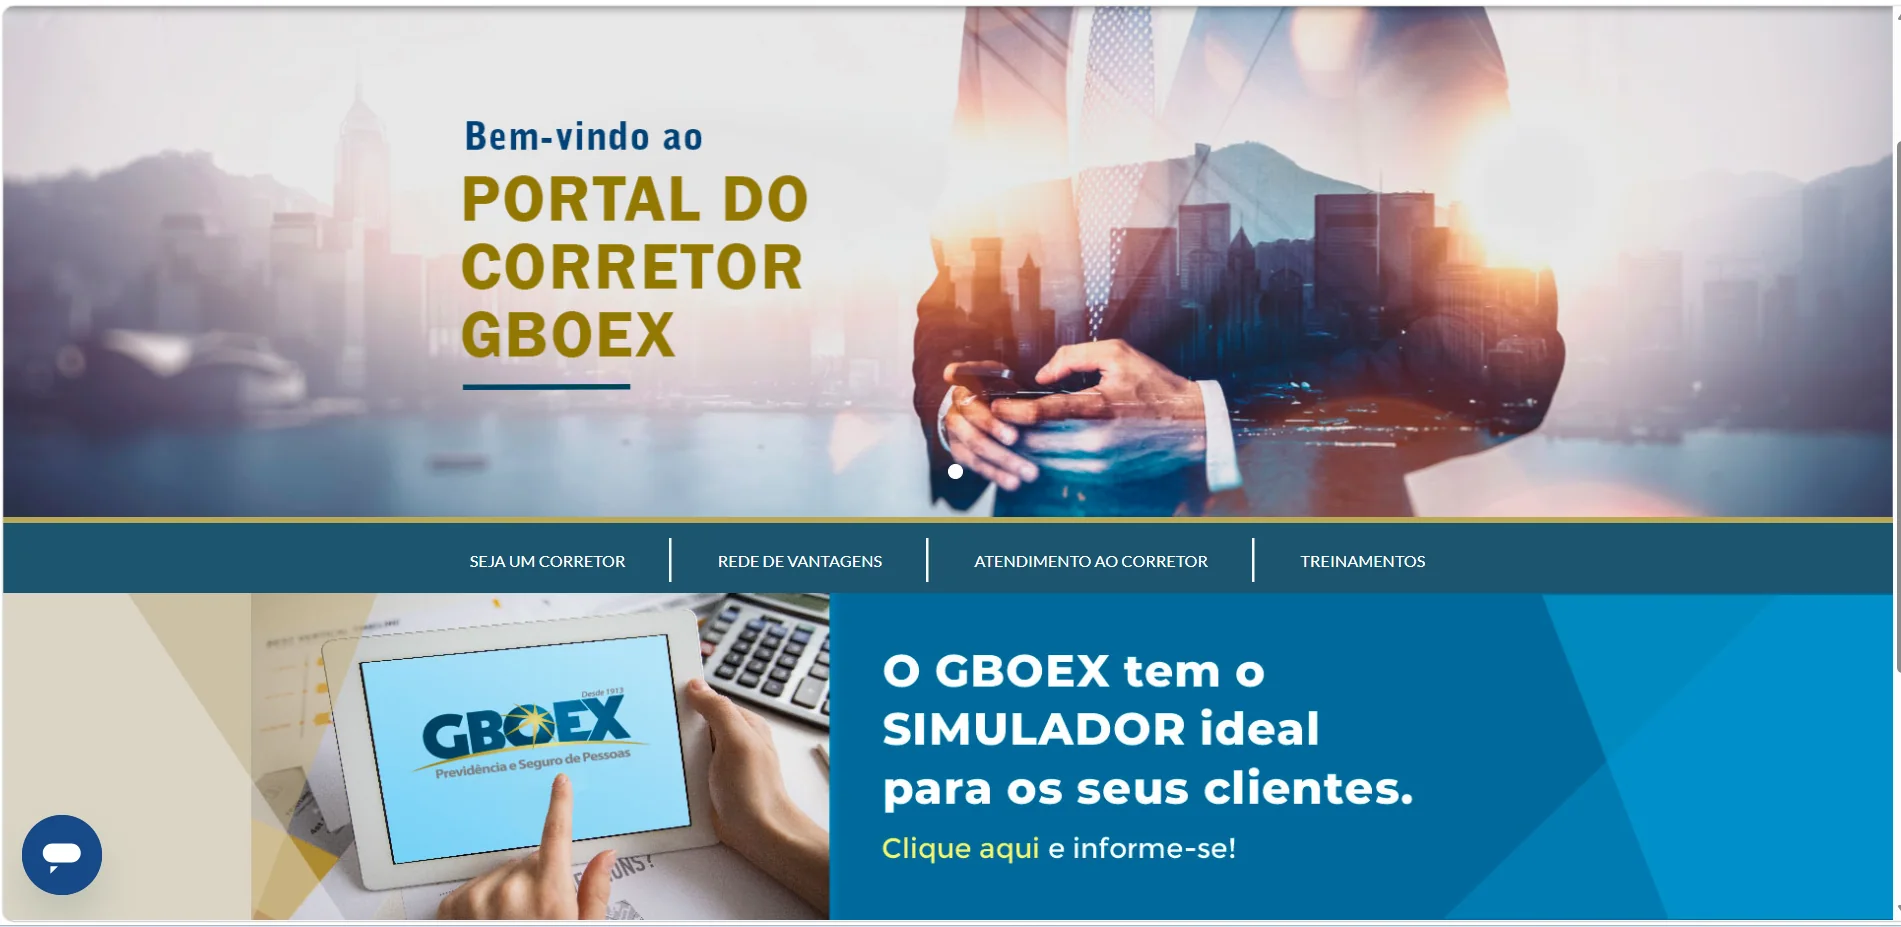 Bem-vindo ao
PORTAL DO
CORRETOR
GBOEX
SEJA UM CORRETOR
REDE DE VANTAGENS
ATENDIMENTO AO CORRETOR
TREINAMENTOS
Desde 1913
GBOEX
Previdência e Seguro de Pessoas
O GBOEX tem o
SIMULADOR ideal
para os seus clientes.
Clique aqui e informe-se!